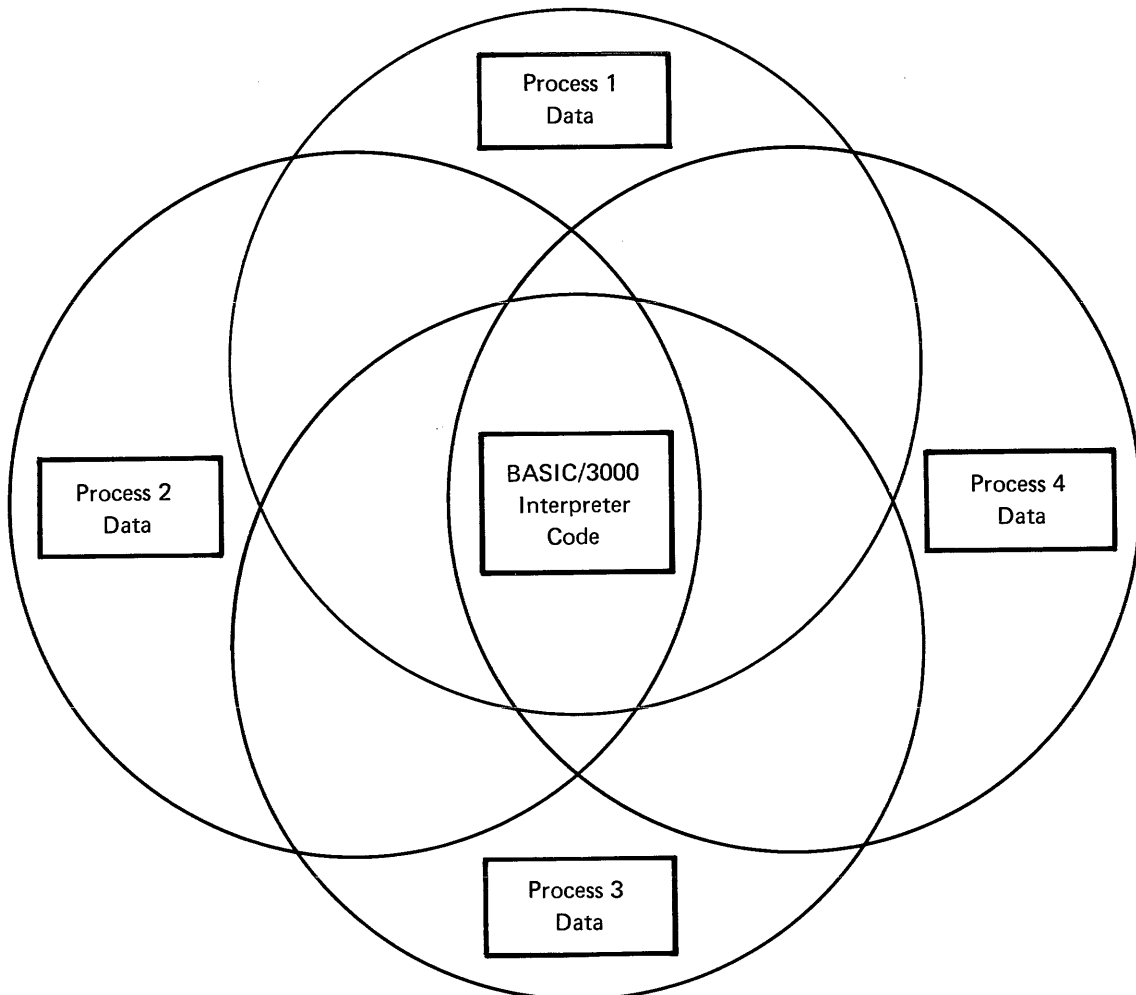 Process 1
Data
Process 2
Data
BASIC/3000
Interpreter
Code
Process 4
Data
Process 3
Data